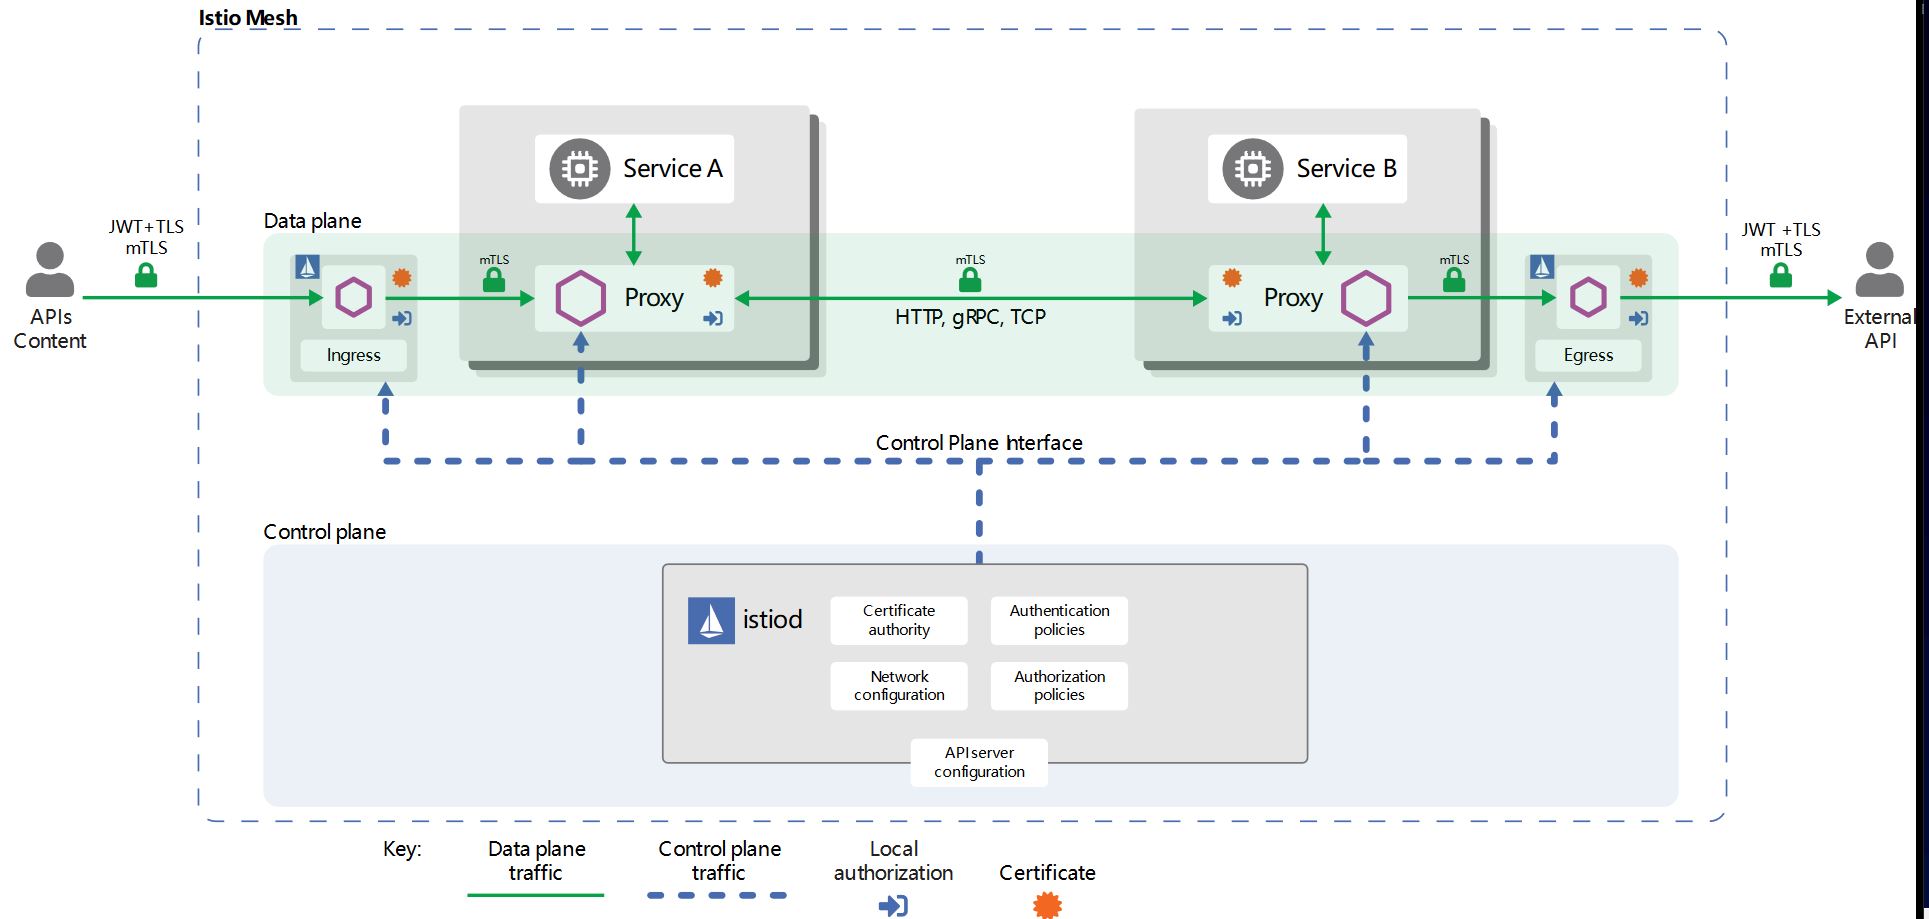 Istio Mesh
Data plane
JWT+TLS
mTLS
APIs
Content
Ingress
mTLS
Service A
Proxy
mTLS
HTTP, gRPC, TCP
Service B
Proxy
mTLS
Egress
JWT +TLS
mTLS
External
API
Control Plane Interface
Control plane
istiod
Certificate
authority
Authentication
policies
Network
configuration
Authorization
policies
API server
configuration
Key:
Data plane
traffic
Control plane
traffic
Local
authorization
Certificate